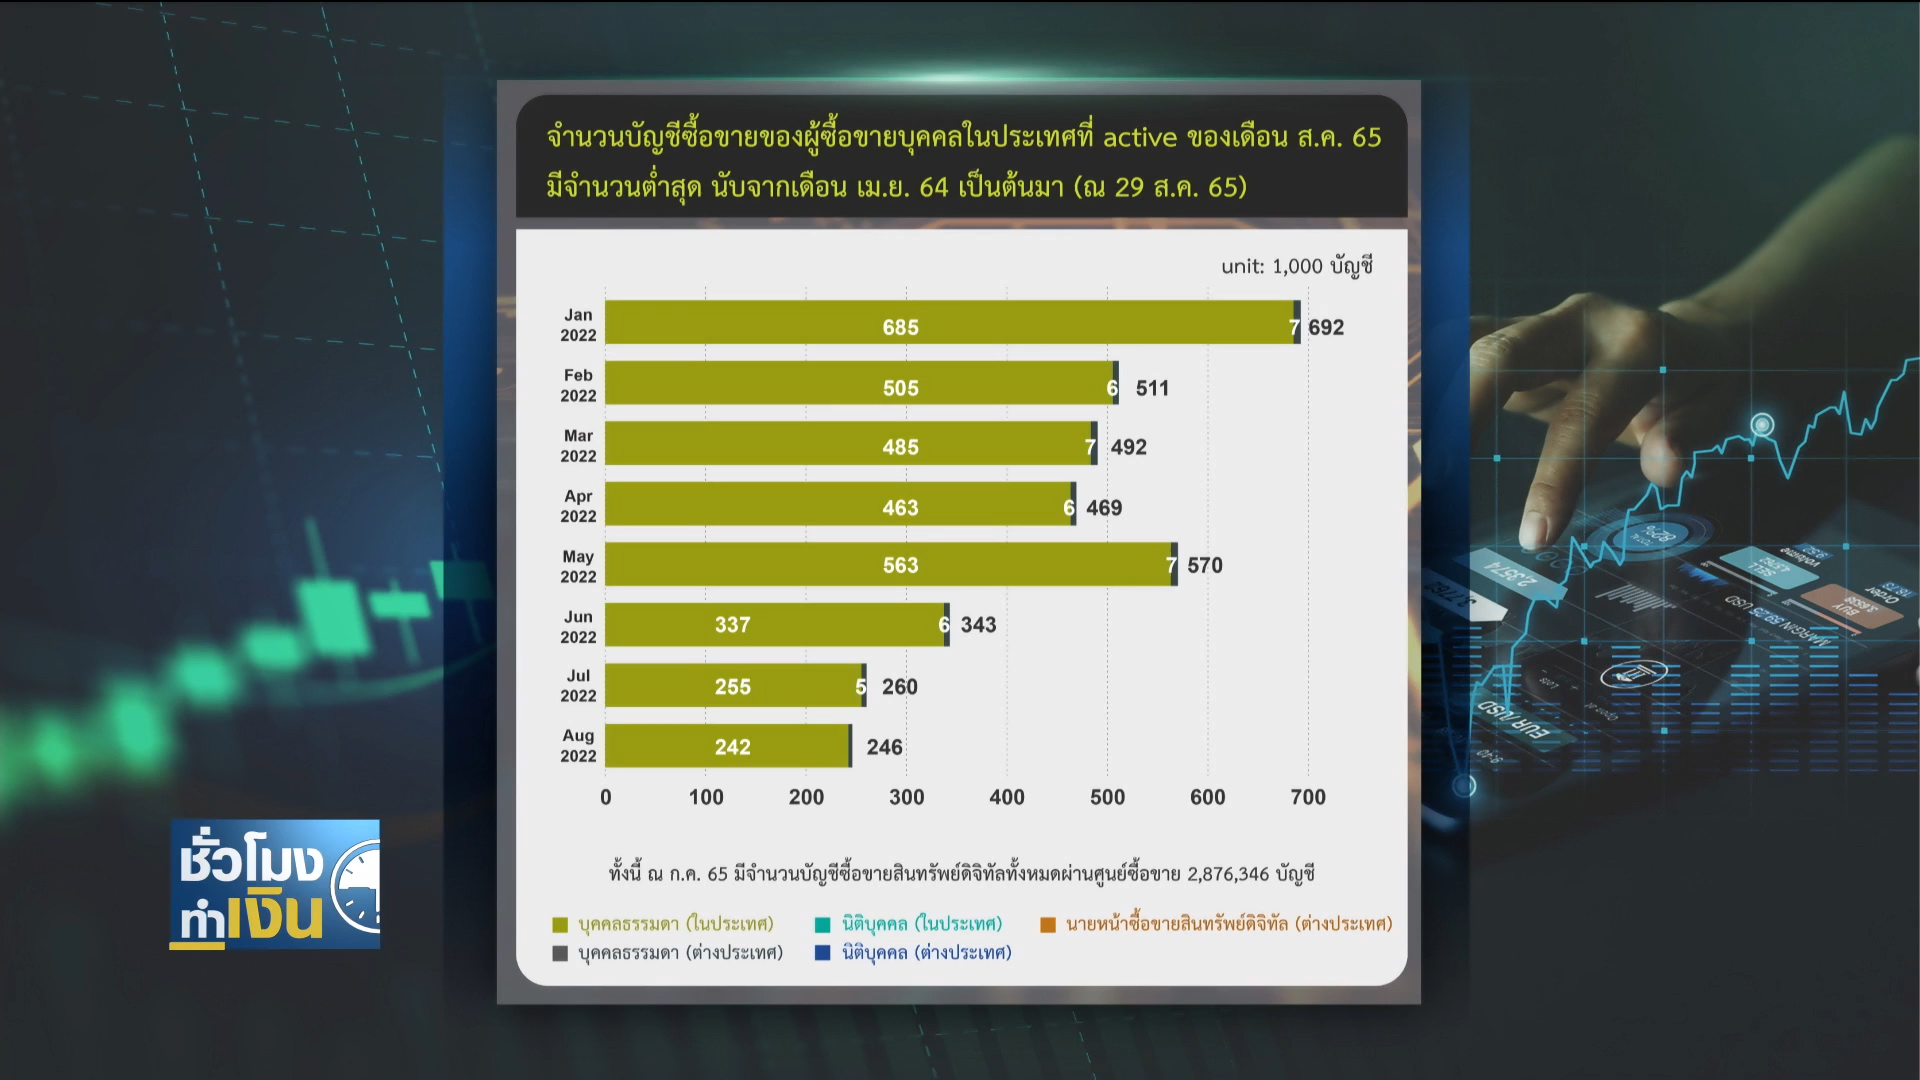 จำนวนบัญชีซื้อขายของผู้ซื้อขายบุคคลในประเทศที่ active ของเดือน ส.ค. 65
มีจำนวนต่ำสุด นับจากเดือน เม.ย. 64 เป็นต้นมา (ณ 29 ส.ค. 65)
unit: 1,000 บัญชี
Jan
2022
685 7 692
Feb
2022
505 6 511
Mar
2022
485 7 492
Apr
2022
463 6 469
May
2022
563 7 570
Jun
2022
337 6 343
Jul
2022
255 5 260
Aug
2022
242 246
0 100 200 300 400 500 600 700
ทั้งนี้ ณ ก.ค. 65 มีจำนวนบัญชีซื้อขายสินทรัพย์ดิจิทัลทั้งหมดผ่านศูนย์ซื้อขาย 2,876,346 บัญชี
บุคคลธรรมดา (ในประเทศ) นิติบุคคล (ในประเทศ) นายหน้าซื้อขายสินทรัพย์ดิจิทัล (ต่างประเทศ)
บุคคลธรรมดา (ต่างประเทศ) นิติบุคคล (ต่างประเทศ)
ชั่วโมง
ทำเงิน
82%
2.3574
SELL
BUY
Order
MARGIN
USD
EUR/USD